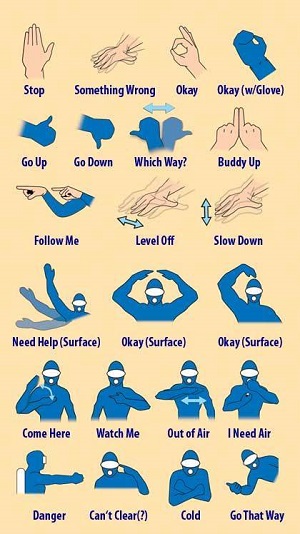 Stop
Something Wrong
Okay
Okay (w/Glove)
Go Up
Go Down
Which Way?
Buddy Up
Follow Me
Level Off
Slow Down
Need Help (Surface)
Okay (Surface)
Okay (Surface)
Come Here
Watch Me
Out of Air
I Need Air
Danger
Can't Clear(?)
Cold
Go That Way